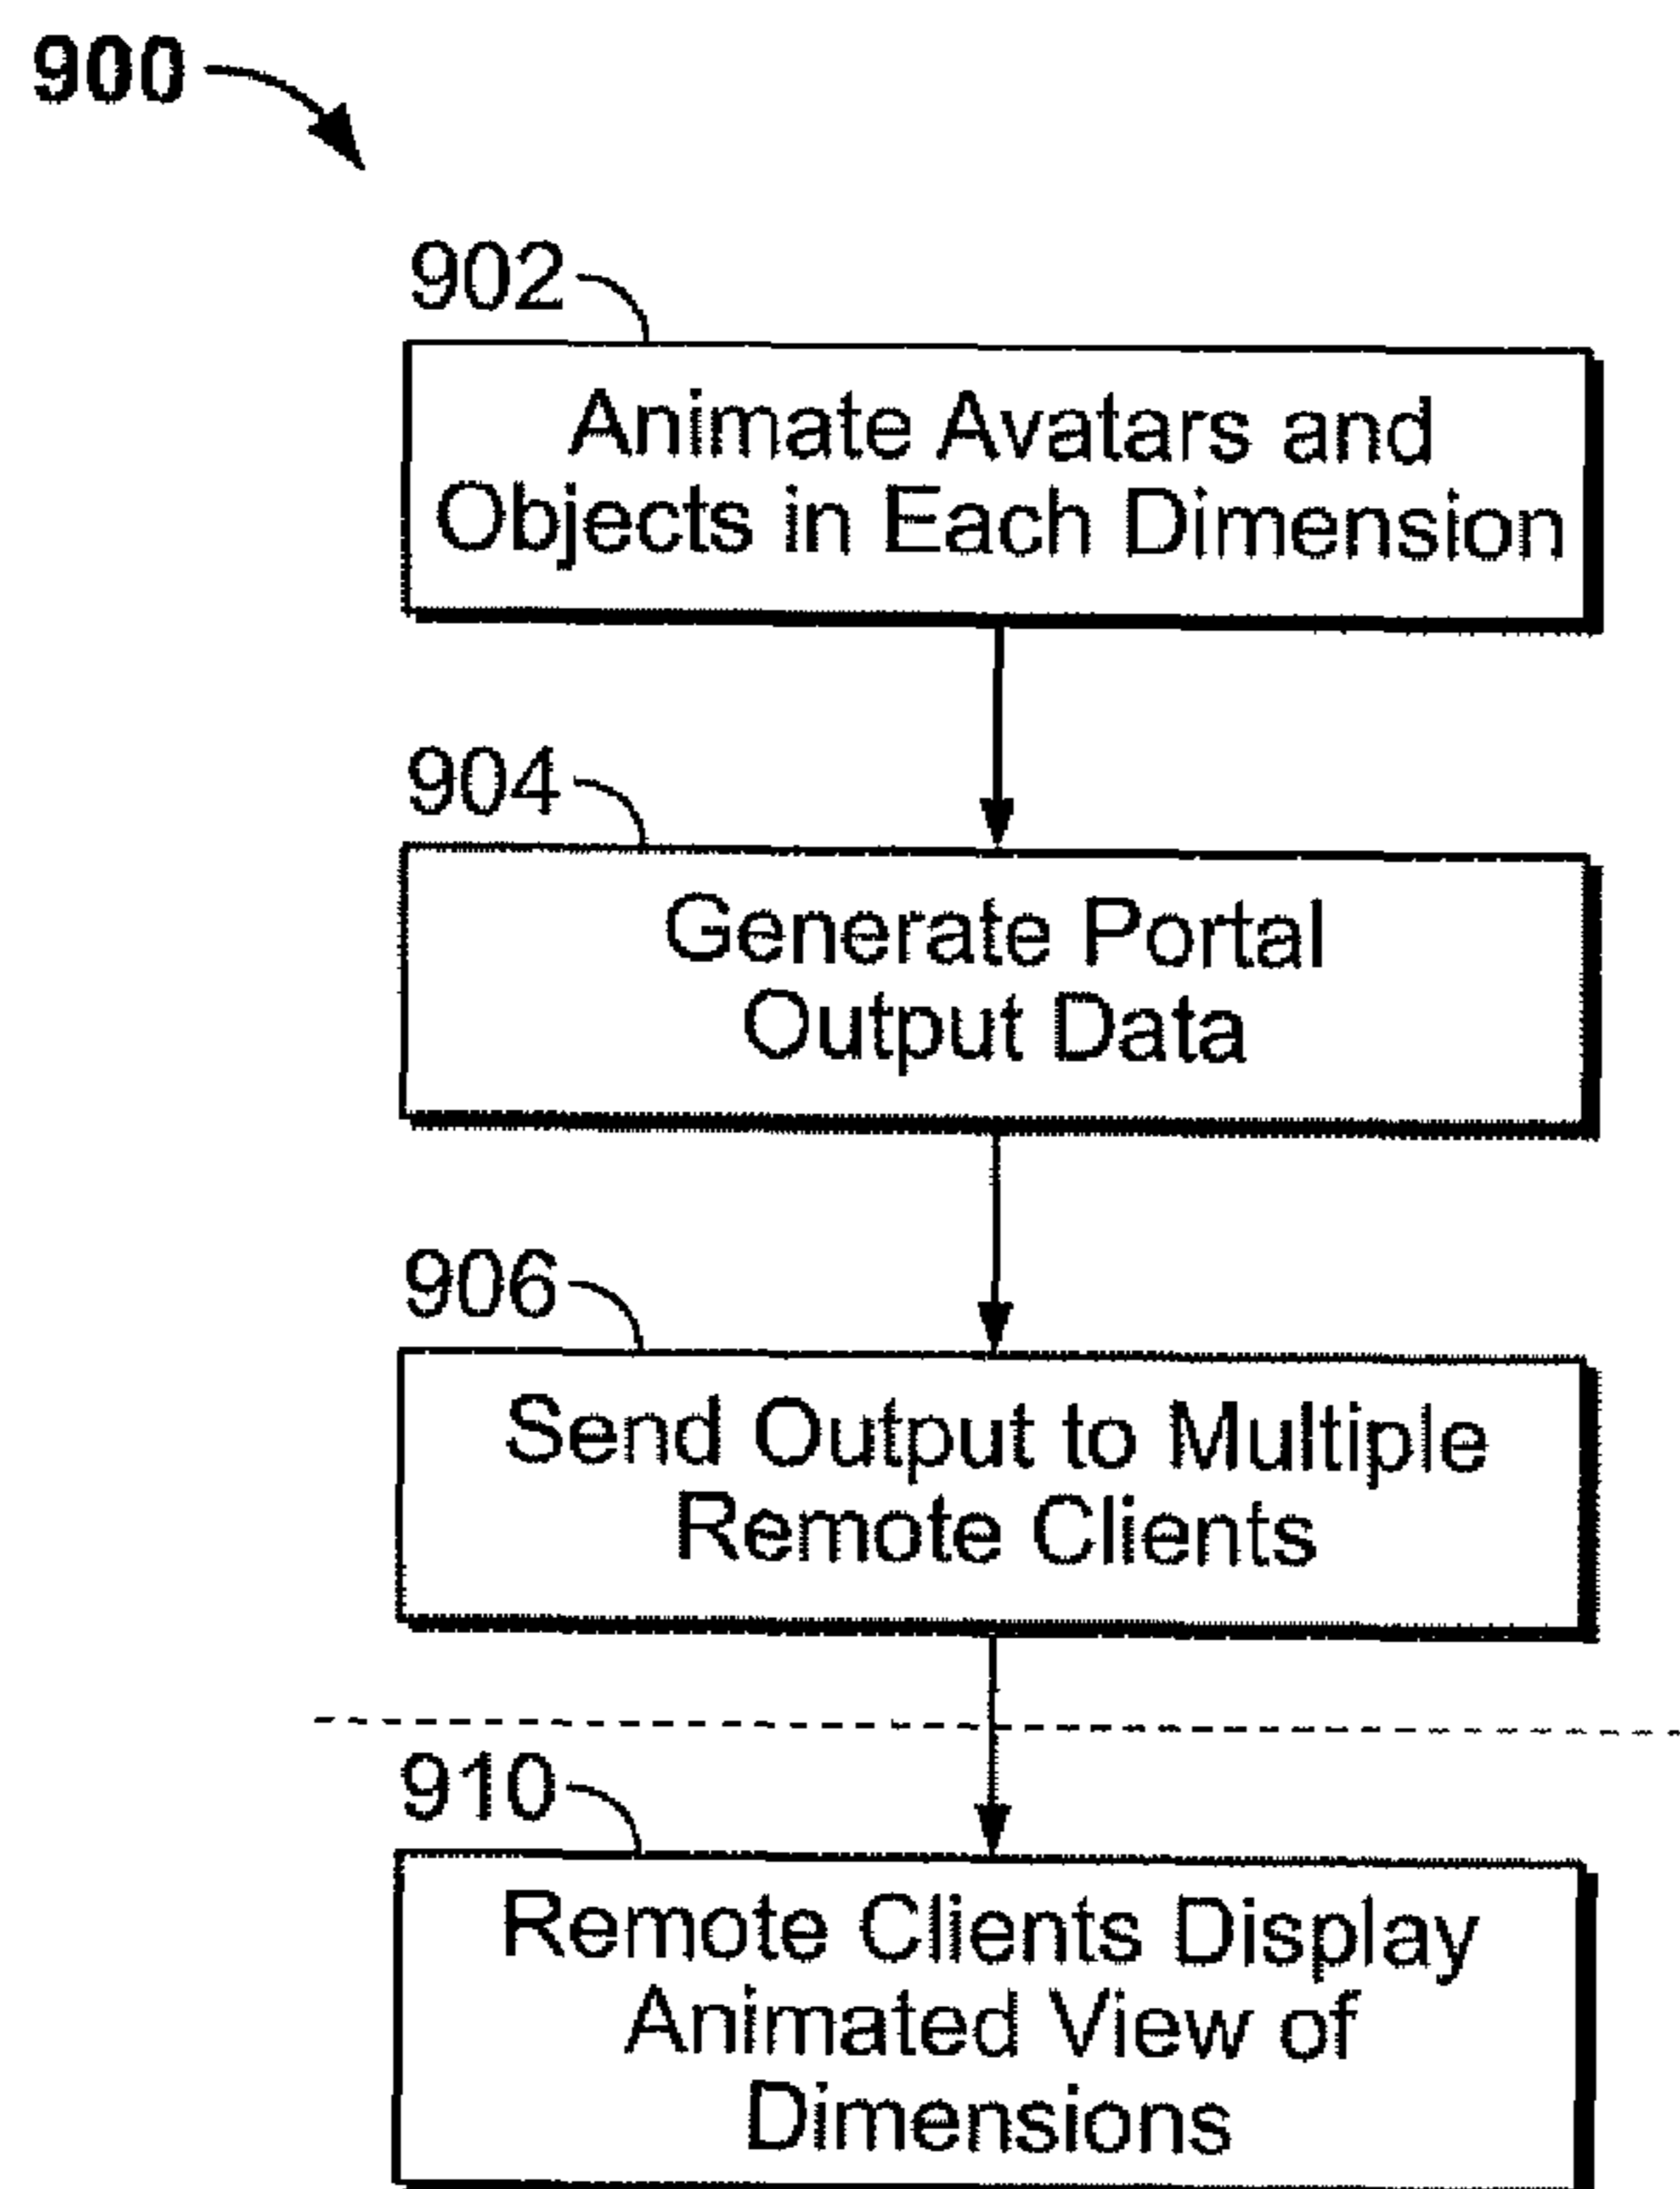 900
902
Animate Avatars and
Objects in Each Dimension
904
Generate Portal
Output Data
906
Send Output to Multiple
Remote Clients
910
Remote Clients Display
Animated View of
Dimensions